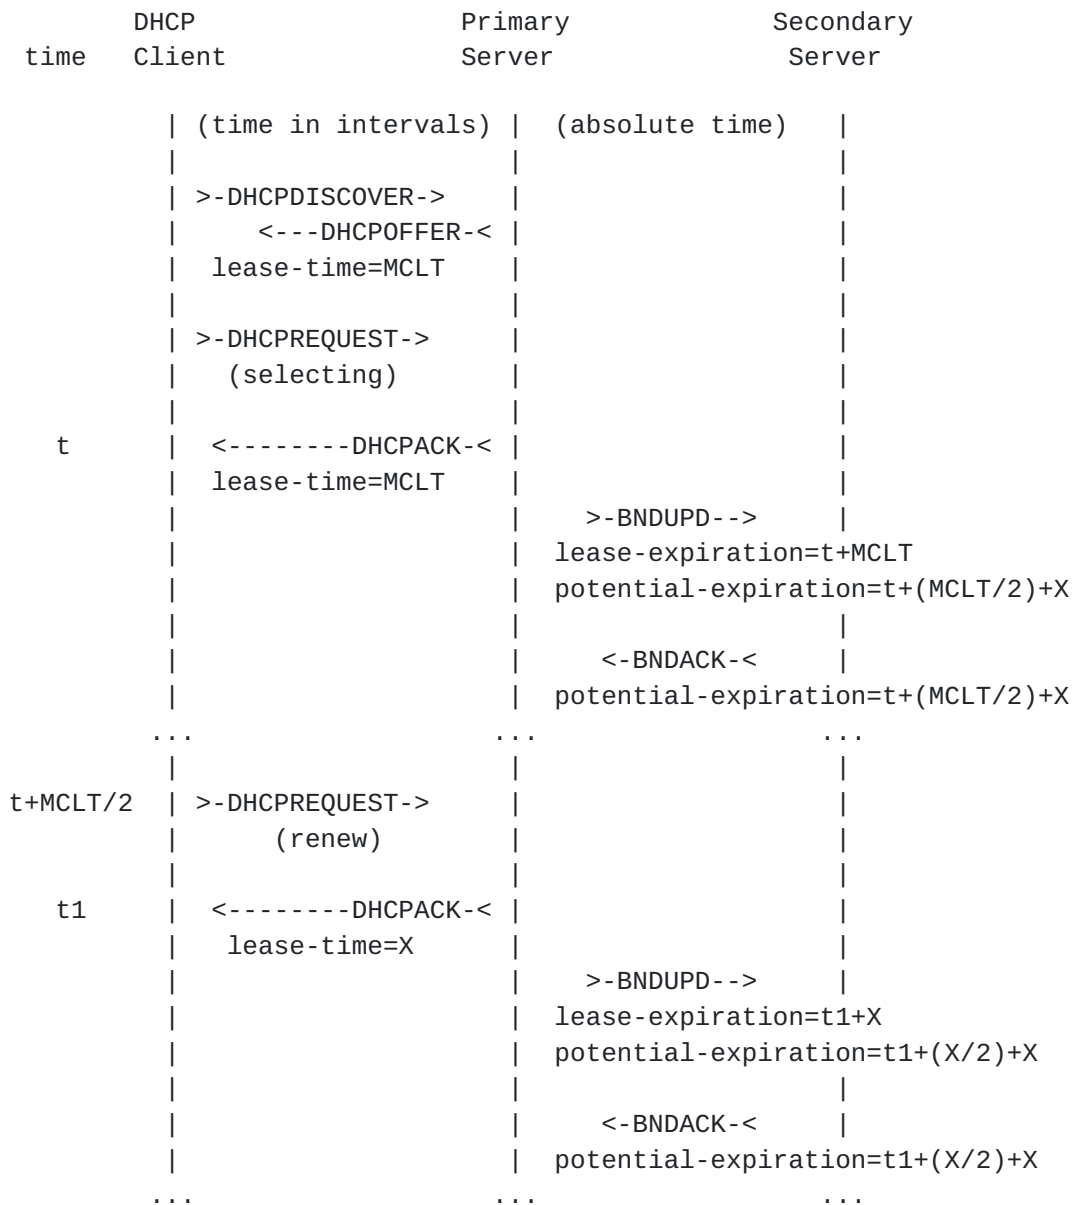 DHCP                 Primary             Secondary
 time   Client               Server               Server

          | (time in intervals) |  (absolute time)   |
          |                     |                    |
          | >-DHCPDISCOVER->    |                    |
          |     <---DHCPOFFER-< |                    |
          |  lease-time=MCLT    |                    |
          |                     |                    |
          | >-DHCPREQUEST->     |                    |
          |   (selecting)       |                    |
          |                     |                    |
   t      |  <--------DHCPACK-< |                    |
          |  lease-time=MCLT    |                    |
          |                     |    >-BNDUPD-->     |
          |                     |  lease-expiration=t+MCLT
          |                     |  potential-expiration=t+(MCLT/2)+X
          |                     |                    |
          |                     |     <-BNDACK-<     |
          |                     |  potential-expiration=t+(MCLT/2)+X
         ...                   ...                  ...
          |                     |                    |
t+MCLT/2  | >-DHCPREQUEST->     |                    |
          |      (renew)        |                    |
          |                     |                    |
   t1     |  <--------DHCPACK-< |                    |
          |   lease-time=X      |                    |
          |                     |    >-BNDUPD-->     |
          |                     |  lease-expiration=t1+X
          |                     |  potential-expiration=t1+(X/2)+X
          |                     |                    |
          |                     |     <-BNDACK-<     |
          |                     |  potential-expiration=t1+(X/2)+X
         ...                   ...                  ...